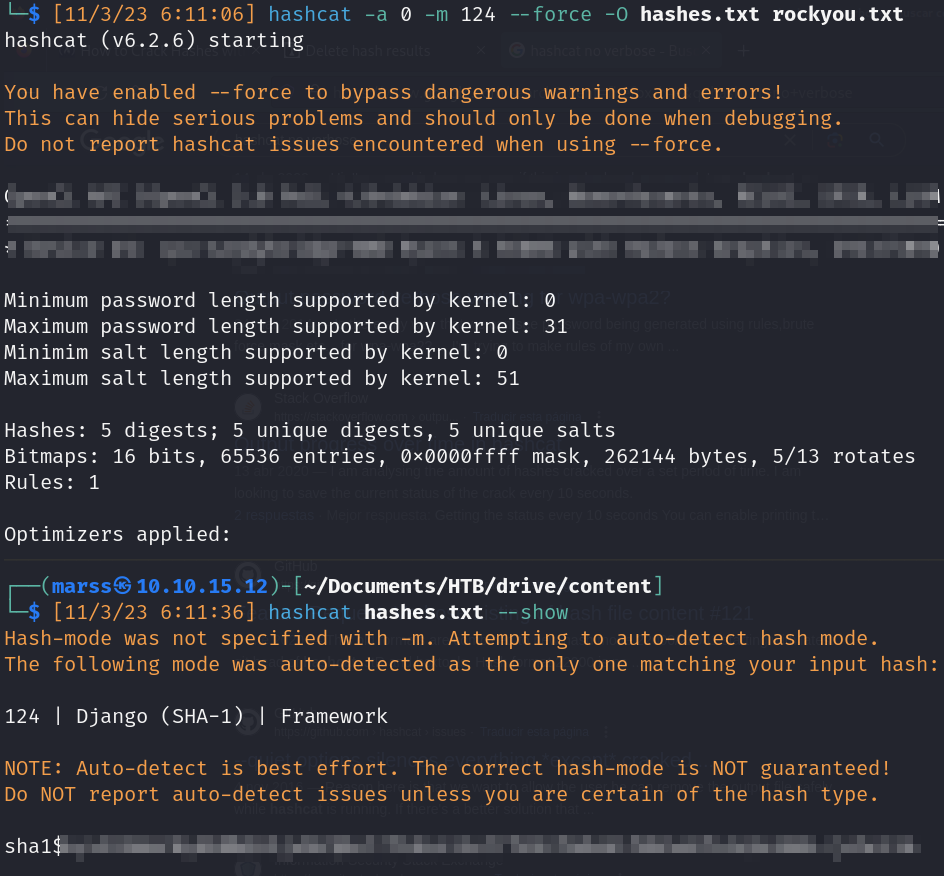 └─$ [11/3/23 6:11:06] hashcat -a 0 -m 124 --force -O hashes.txt rockyou.txt
hashcat (v6.2.6) starting
You have enabled --force to bypass dangerous warnings and errors!
This can hide serious problems and should only be done when debugging.
Do not report hashcat issues encountered when using --force.
Minimum password length supported by kernel: 0
Maximum password length supported by kernel: 31
Minimim salt length supported by kernel: 0
Maximum salt length supported by kernel: 51
Hashes: 5 digests; 5 unique digests, 5 unique salts
Bitmaps: 16 bits, 65536 entries, 0x0000ffff mask, 262144 bytes, 5/13 rotates
Rules: 1
Optimizers applied:
┌──(marss㉿10.10.15.12)-[~/Documents/HTB/drive/content]
└─$ [11/3/23 6:11:36] hashcat hashes.txt --show
Hash-mode was not specified with -m. Attempting to auto-detect hash mode.
The following mode was auto-detected as the only one matching your input hash:
124 | Django (SHA-1) | Framework
NOTE: Auto-detect is best effort. The correct hash-mode is NOT guaranteed!
Do NOT report auto-detect issues unless you are certain of the hash type.
sha1$